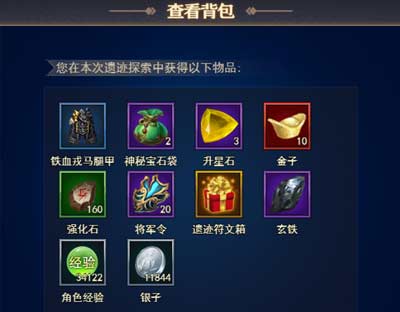 查看背包
您在本次遗迹探索中获得以下物品:
2 3 10
铁血戎马腿甲 神秘宝石袋 升星石 金子
160 20
强化石 将军令 遗迹符文箱 玄铁
经验
34122 11844
角色经验 银子